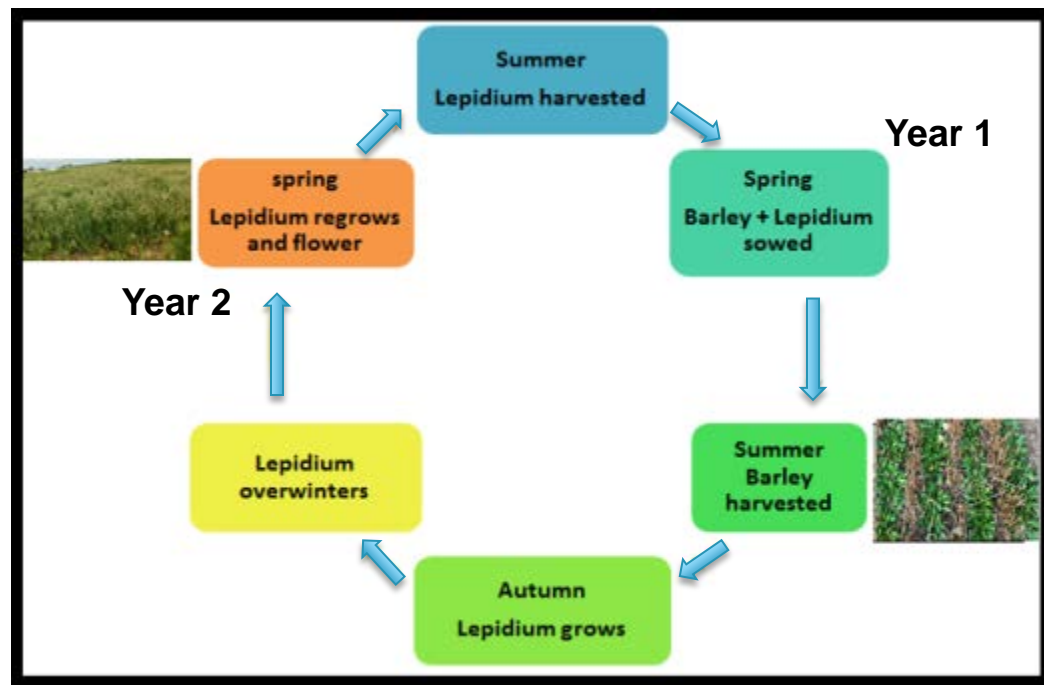 Summer
Lepidium harvested
Year 1
Spring
Barley + Lepidium
sowed
spring
Lepidium regrows
and flower
Year 2
Summer
Barley
harvested
Lepidium
overwinters
Autumn
Lepidium grows